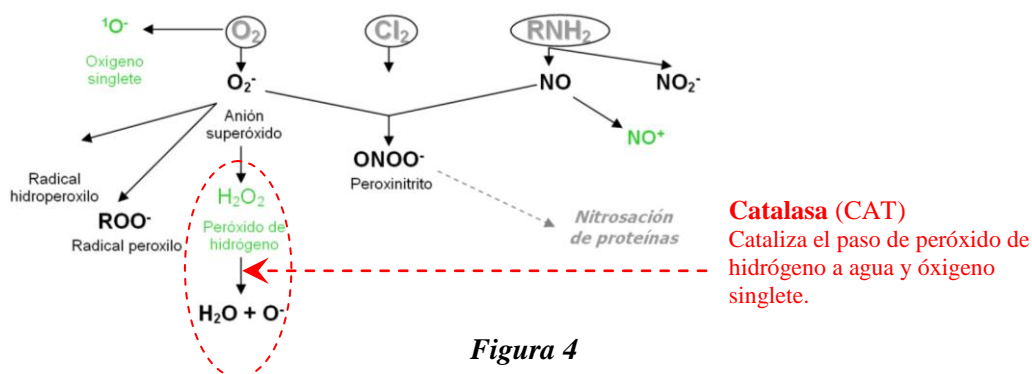 ¹O⁻
O₂
Cl₂
RNH₂
Oxigeno
singlete
O₂⁻
NO
NO₂⁻
Anión
superóxido
NO⁺
ONOO⁻
Peroxinitrito
Radical
hidroperoxilo
H₂O₂
ROO⁻
Radical peroxilo
Peróxido de
hidrógeno
Nitrosación
de proteínas
Catalasa (CAT)
Cataliza el paso de peróxido de
hidrógeno a agua y óxigeno
singlete.
H₂O + O⁻
Figura 4